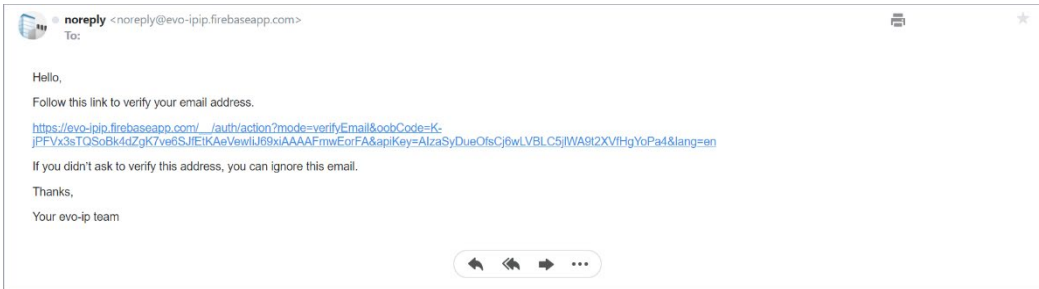 noreply <noreply@evo-ipip.firebaseapp.com>
To:
Hello,
Follow this link to verify your email address.
https://evo-ipip.firebaseapp.com/__/auth/action?mode=verifyEmail&oobCode=K-
jPFVx3sTQSoBk4dZgK7ve6SJfEtKAeVewIiJ69xiAAAAFmwEorFA&apiKey=AIzaSyDueOfsCj6wLVBLC5jIWA9t2XVfHgYoPa4&lang=en
If you didn't ask to verify this address, you can ignore this email.
Thanks,
Your evo-ip team